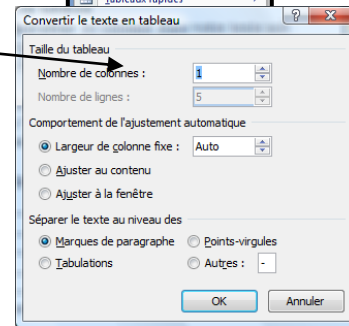 Tableaux rapides
Convertir le texte en tableau
Taille du tableau
Nombre de colonnes : 1
Nombre de lignes : 5
Comportement de l'ajustement automatique
Largeur de colonne fixe : Auto
Ajuster au contenu
Ajuster à la fenêtre
Séparer le texte au niveau des
Marques de paragraphe Points-virgules
Tabulations Autres : -
OK Annuler